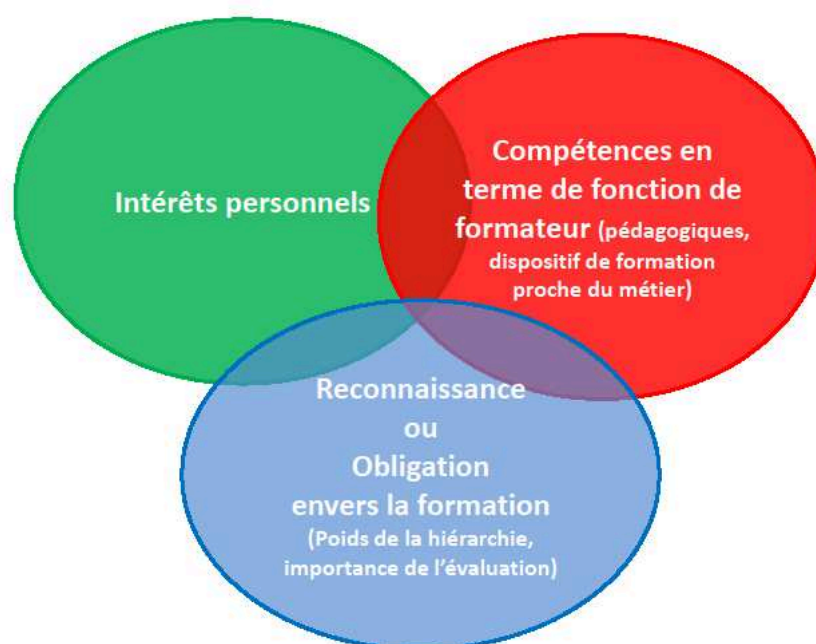 Intérêts personnels
Compétences en
terme de fonction de
formateur (pédagogiques,
dispositif de formation
proche du métier)
Reconnaissance
ou
Obligation
envers la formation
(Poids de la hiérarchie,
importance de l'évaluation)